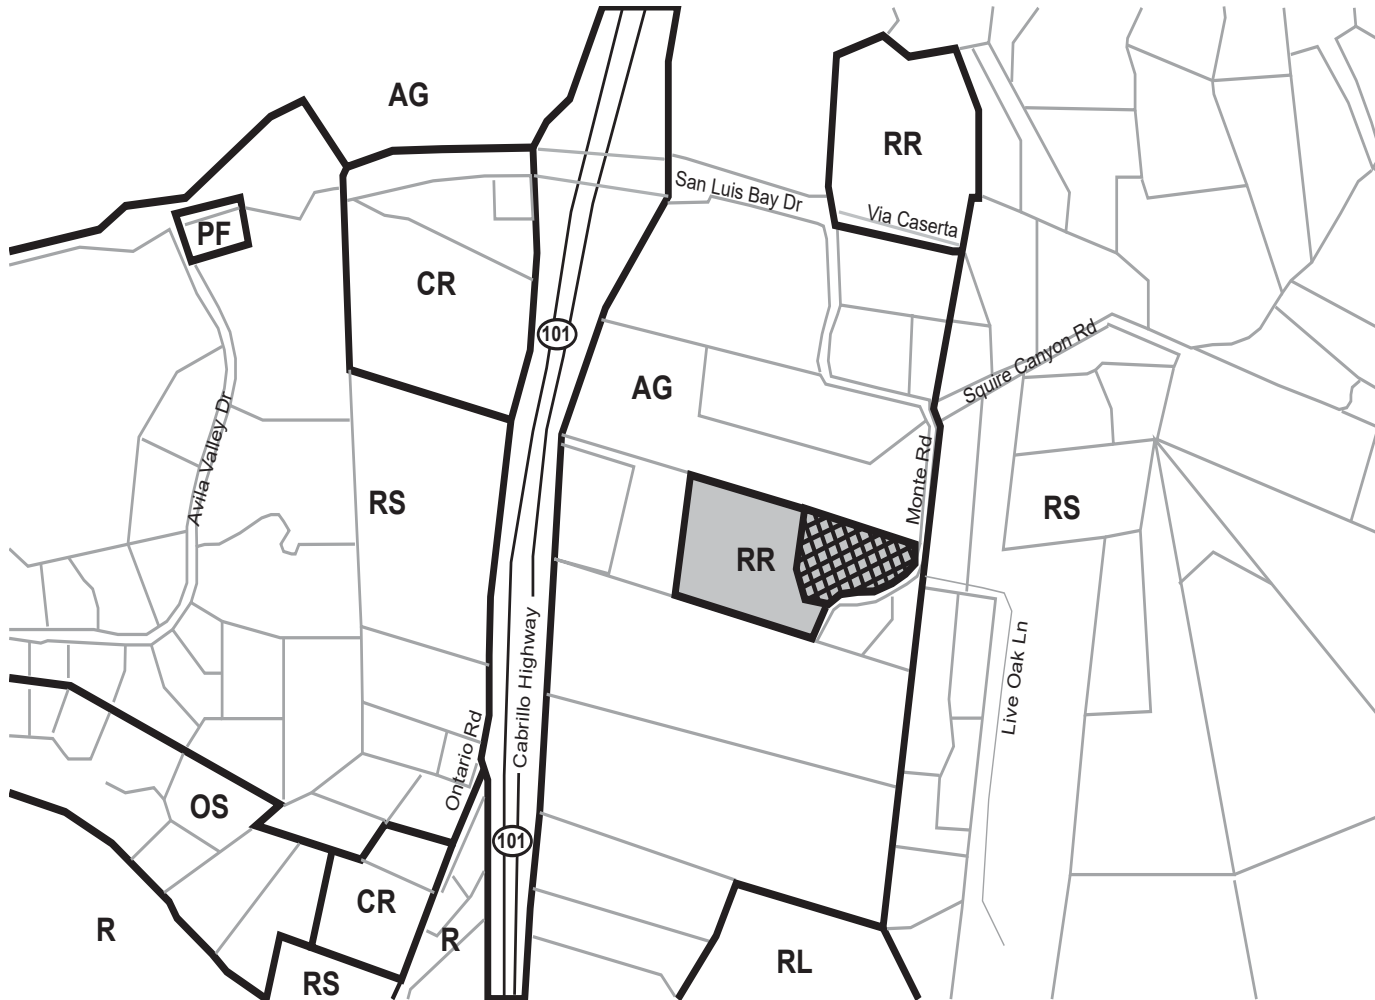 AG
RR
San Luis Bay Dr
Via Caserta
PF
CR
101
Squire Canyon Rd
AG
Avila Valley Dr
Monte Rd
RS
RS
RR
Cabrillo Highway
Live Oak Ln
Ontario Rd
OS
101
CR
R
R
RL
RS